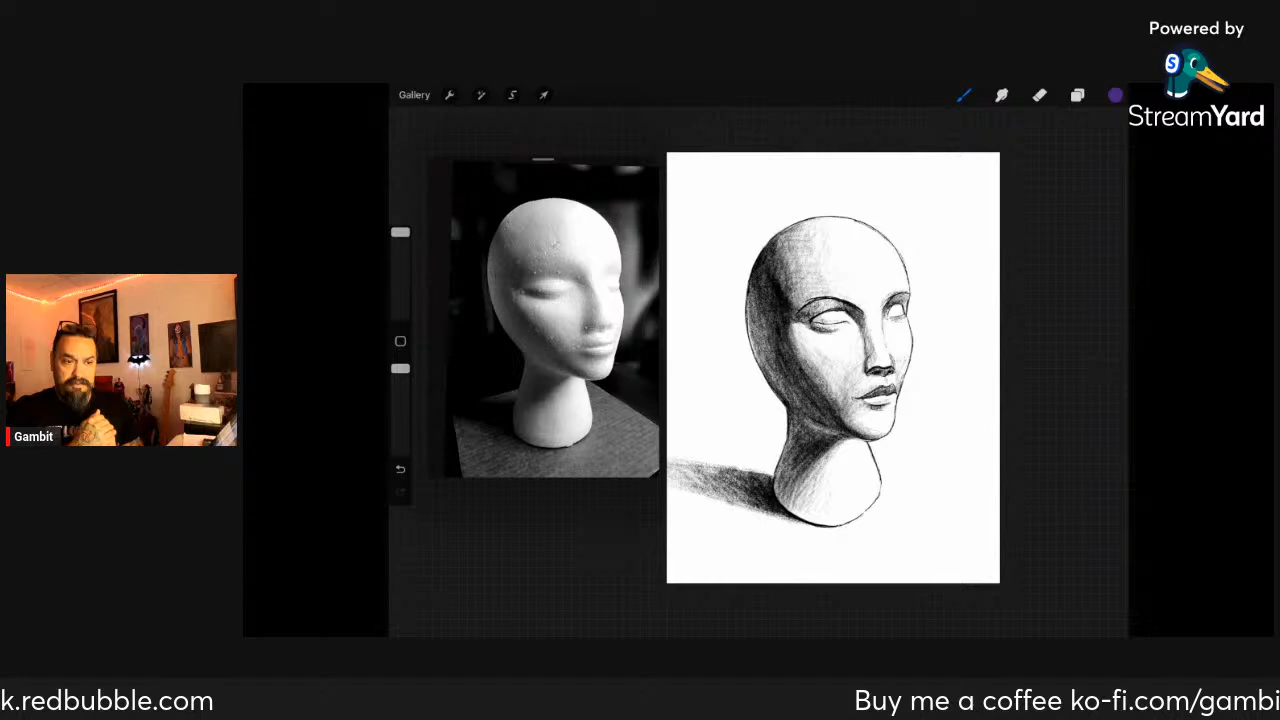 Powered by
StreamYard
Gallery
Gambit
k.redbubble.com
Buy me a coffee ko-fi.com/gambi